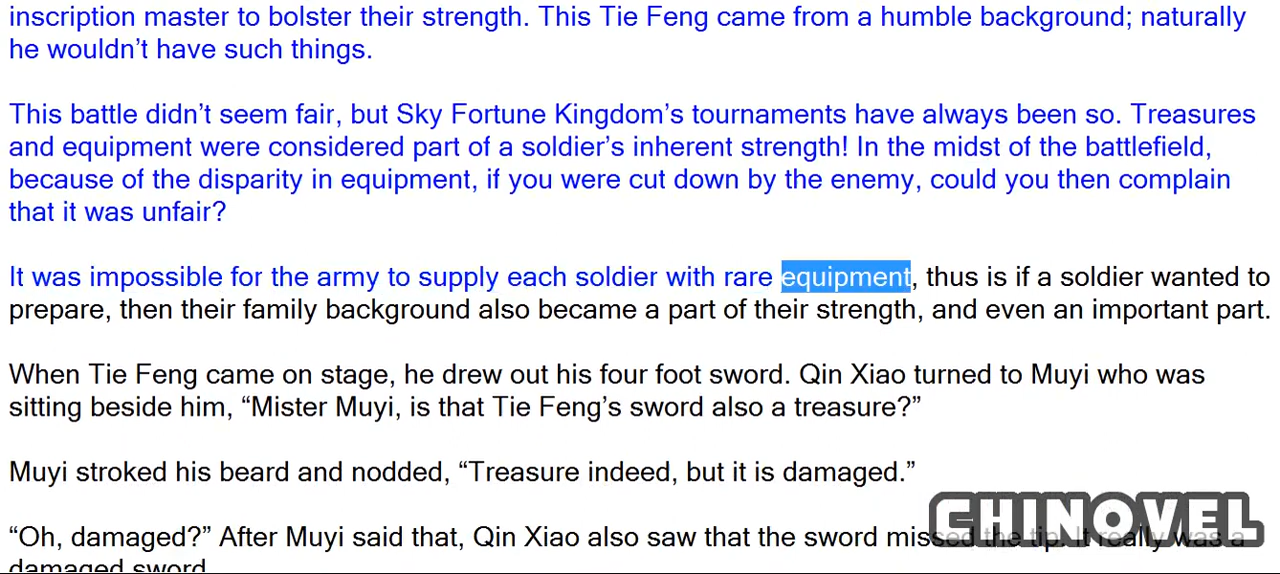 inscription master to bolster their strength. This Tie Feng came from a humble background; naturally
he wouldn’t have such things.
This battle didn’t seem fair, but Sky Fortune Kingdom’s tournaments have always been so. Treasures
and equipment were considered part of a soldier’s inherent strength! In the midst of the battlefield,
because of the disparity in equipment, if you were cut down by the enemy, could you then complain
that it was unfair?
It was impossible for the army to supply each soldier with rare equipment, thus is if a soldier wanted to
prepare, then their family background also became a part of their strength, and even an important part.
When Tie Feng came on stage, he drew out his four foot sword. Qin Xiao turned to Muyi who was
sitting beside him, “Mister Muyi, is that Tie Feng’s sword also a treasure?”
Muyi stroked his beard and nodded, “Treasure indeed, but it is damaged.”
“Oh, damaged?” After Muyi said that, Qin Xiao also saw that the sword missed the tip. It really was a
damaged sword.
CHINOVEL